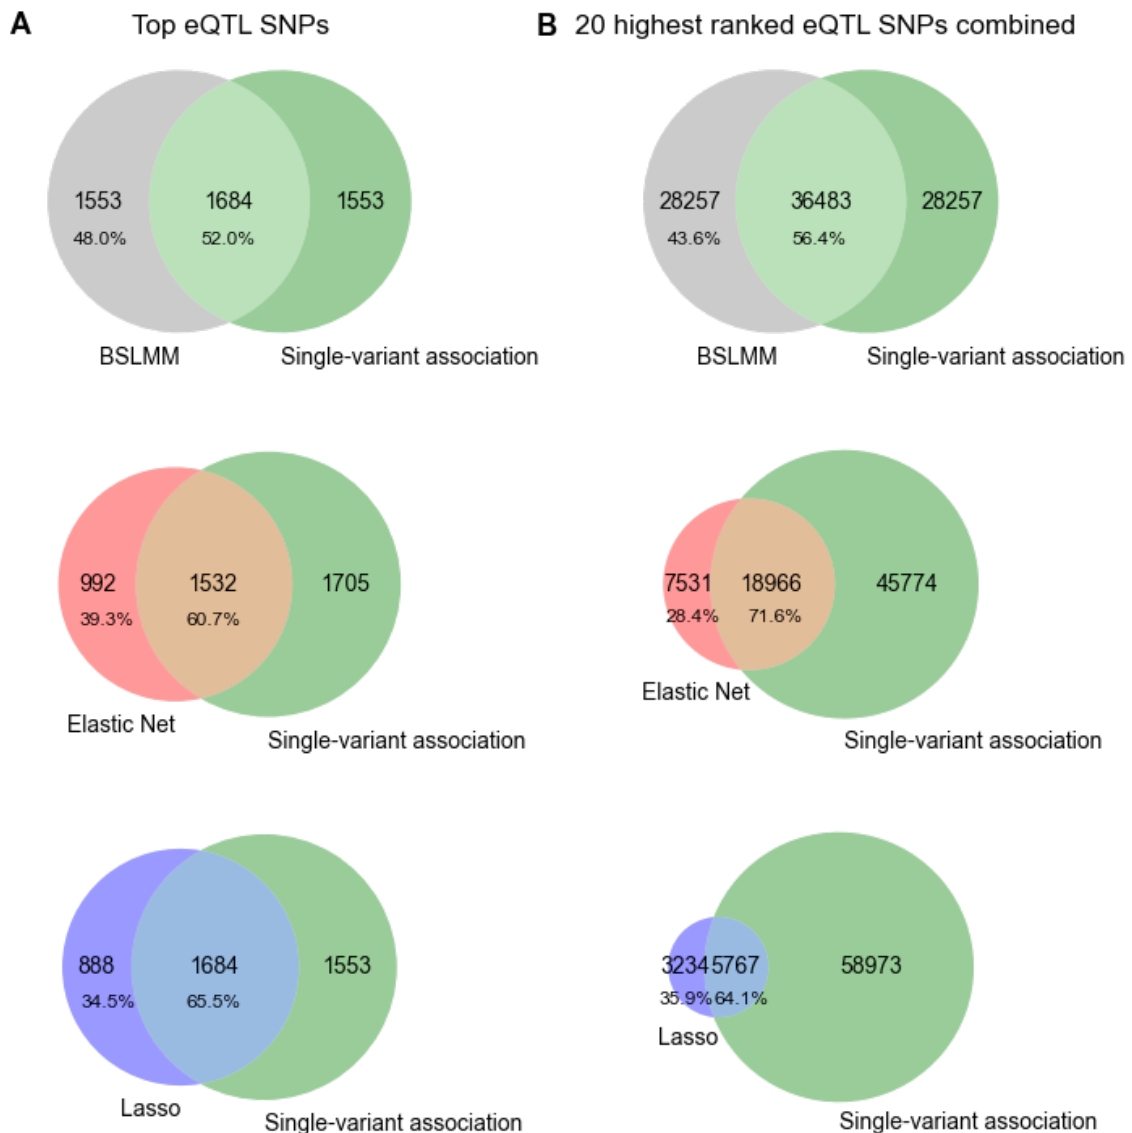 A Top eQTL SNPs
B 20 highest ranked eQTL SNPs combined
1553 1684 1553
48.0% 52.0%
BSLMM Single-variant association
28257 36483 28257
43.6% 56.4%
BSLMM Single-variant association
992 1532 1705
39.3% 60.7%
Elastic Net
Single-variant association
7531 18966 45774
28.4% 71.6%
Elastic Net
Single-variant association
888 1684 1553
34.5% 65.5%
Lasso
Single-variant association
3234 5767 58973
35.9% 64.1%
Lasso
Single-variant association